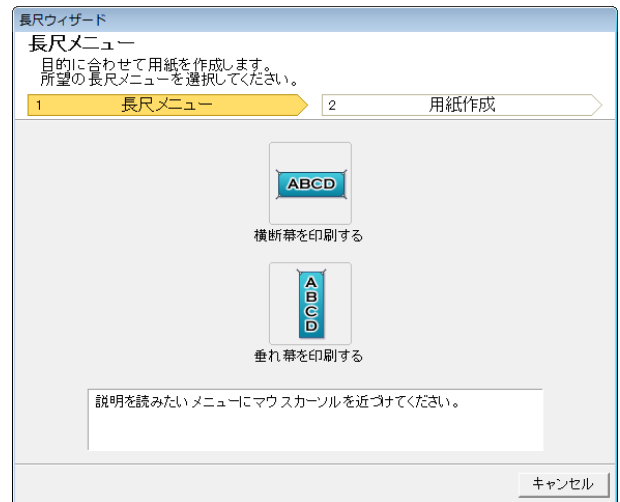 長尺ウィザード
長尺メニュー
目的に合わせて用紙を作成します。
所望の長尺メニューを選択してください。
1 長尺メニュー 2 用紙作成
ABCD
横断幕を印刷する
A
B
C
D
垂れ幕を印刷する
説明を読みたいメニューにマウスカーソルを近づけてください。
キャンセル